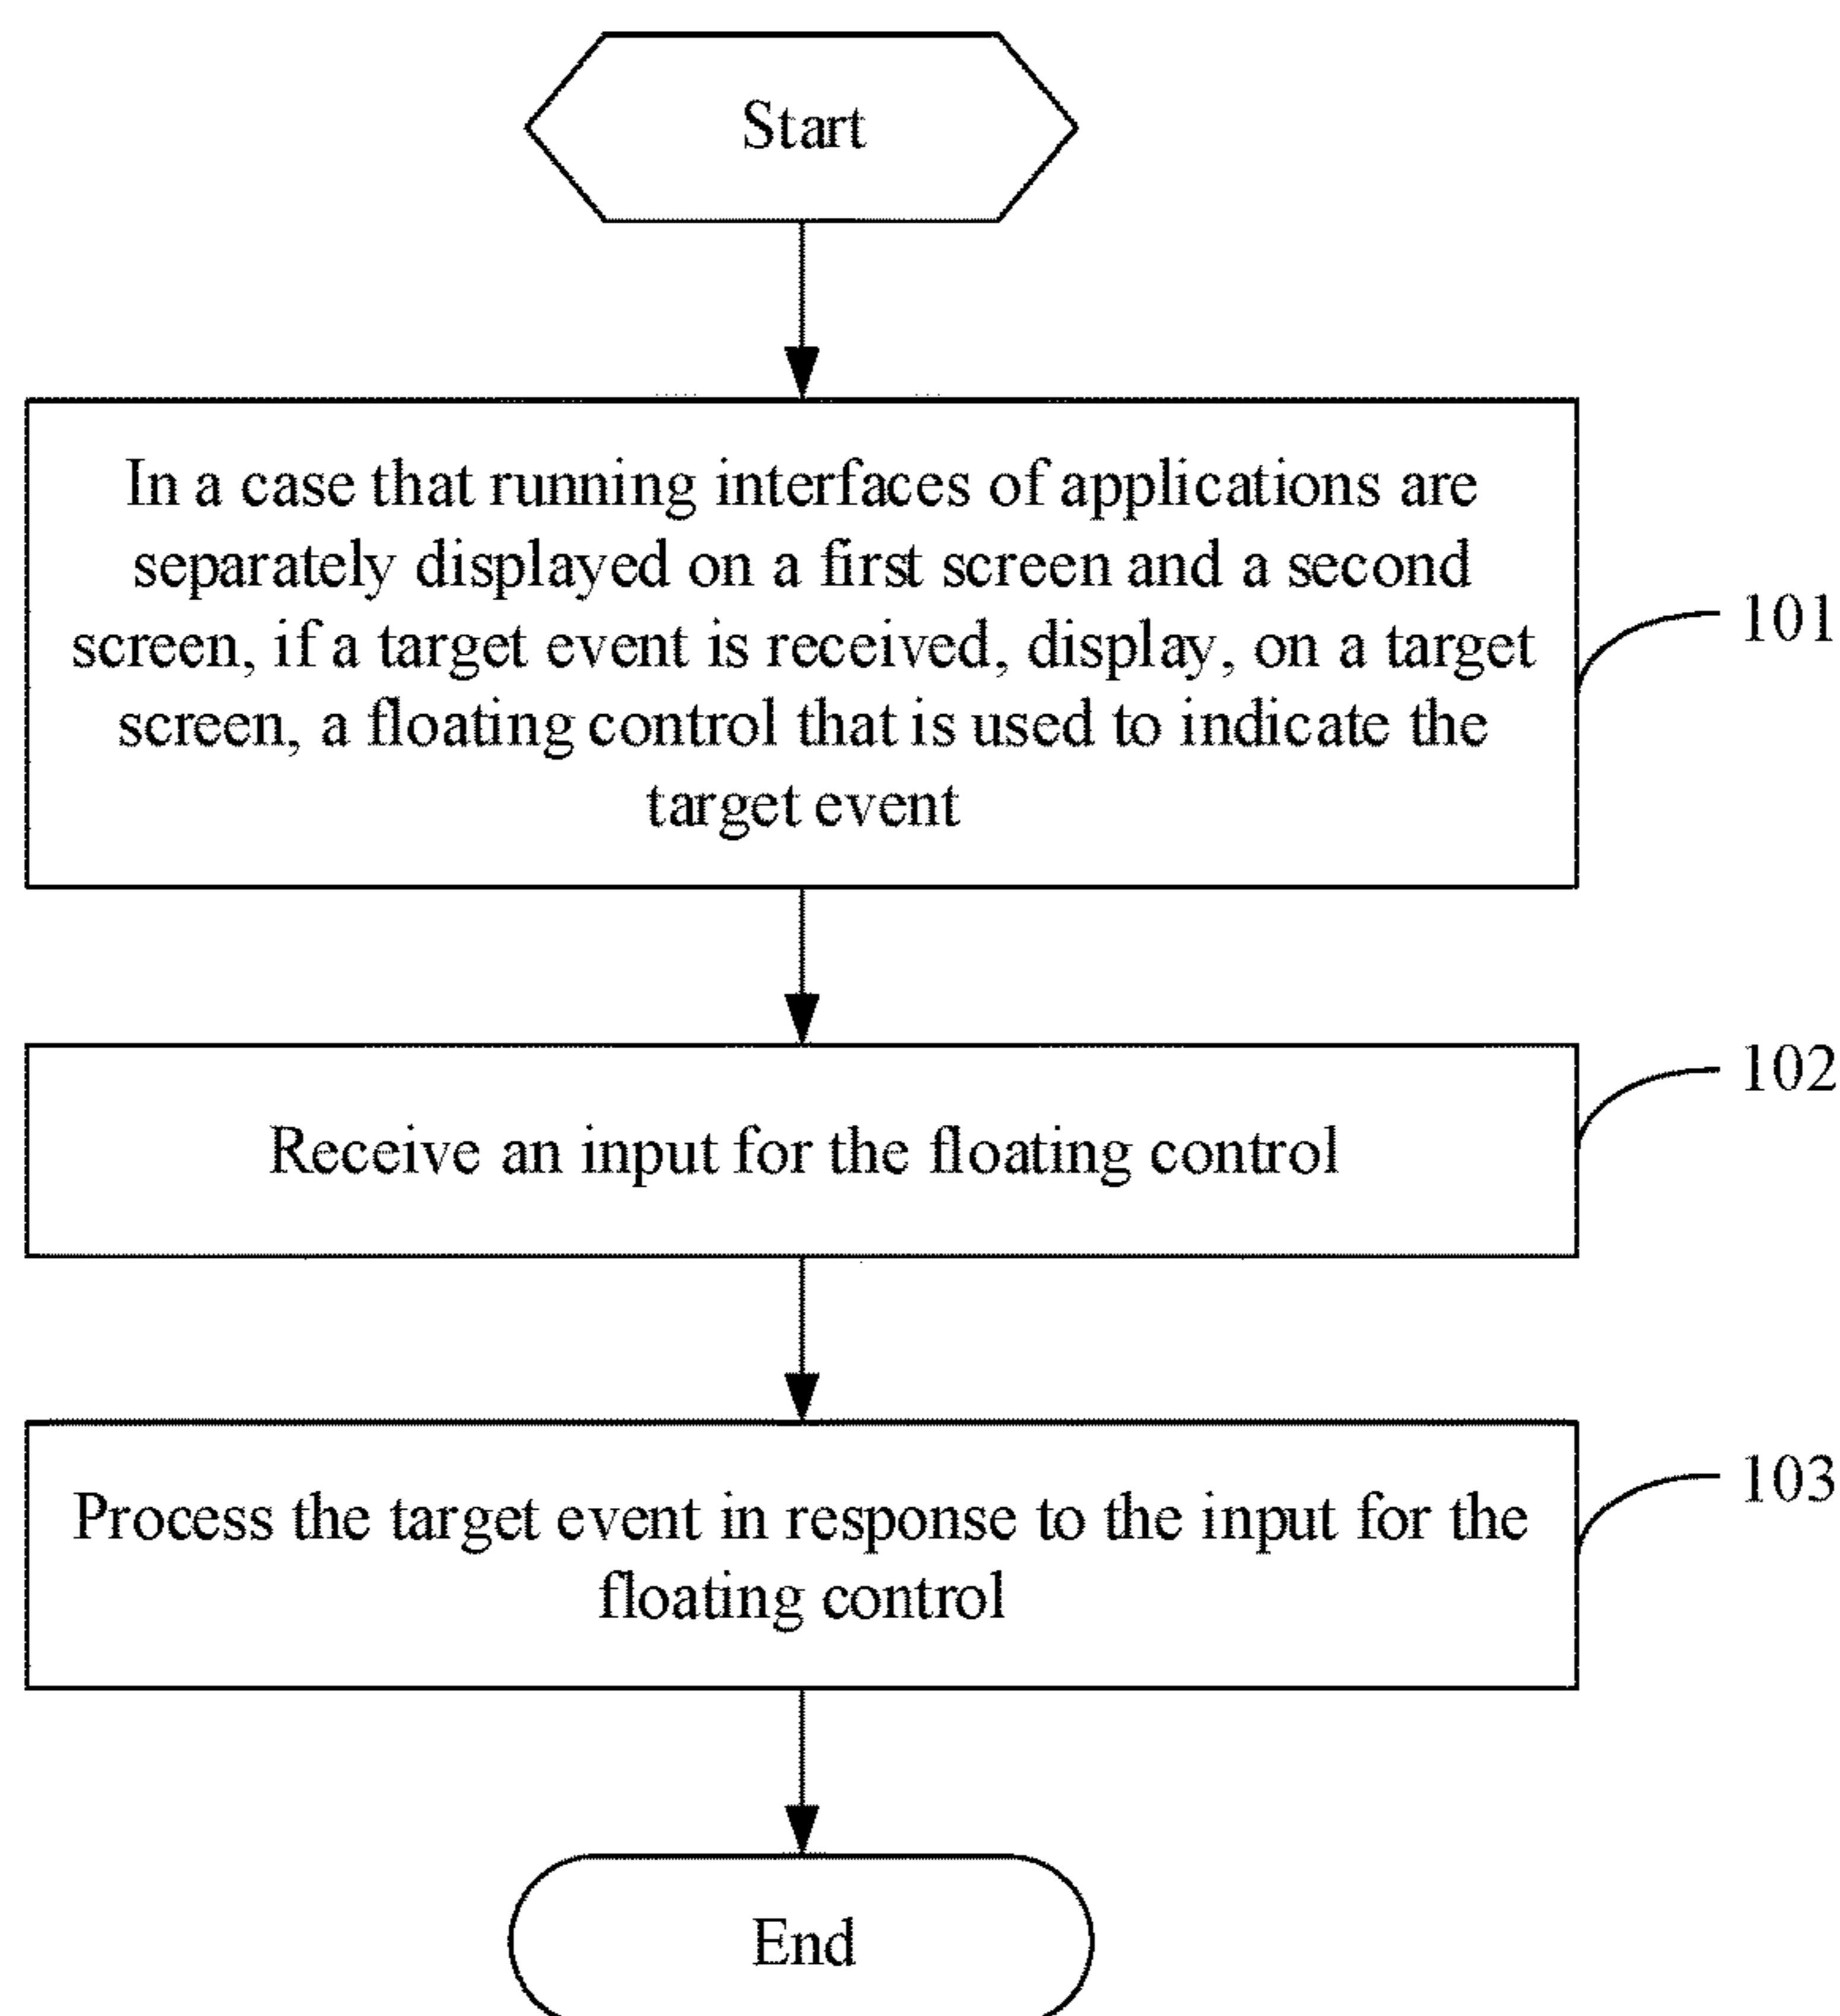 Start
In a case that running interfaces of applications are
separately displayed on a first screen and a second
screen, if a target event is received, display, on a target
screen, a floating control that is used to indicate the
target event
101
Receive an input for the floating control
102
Process the target event in response to the input for the
floating control
103
End